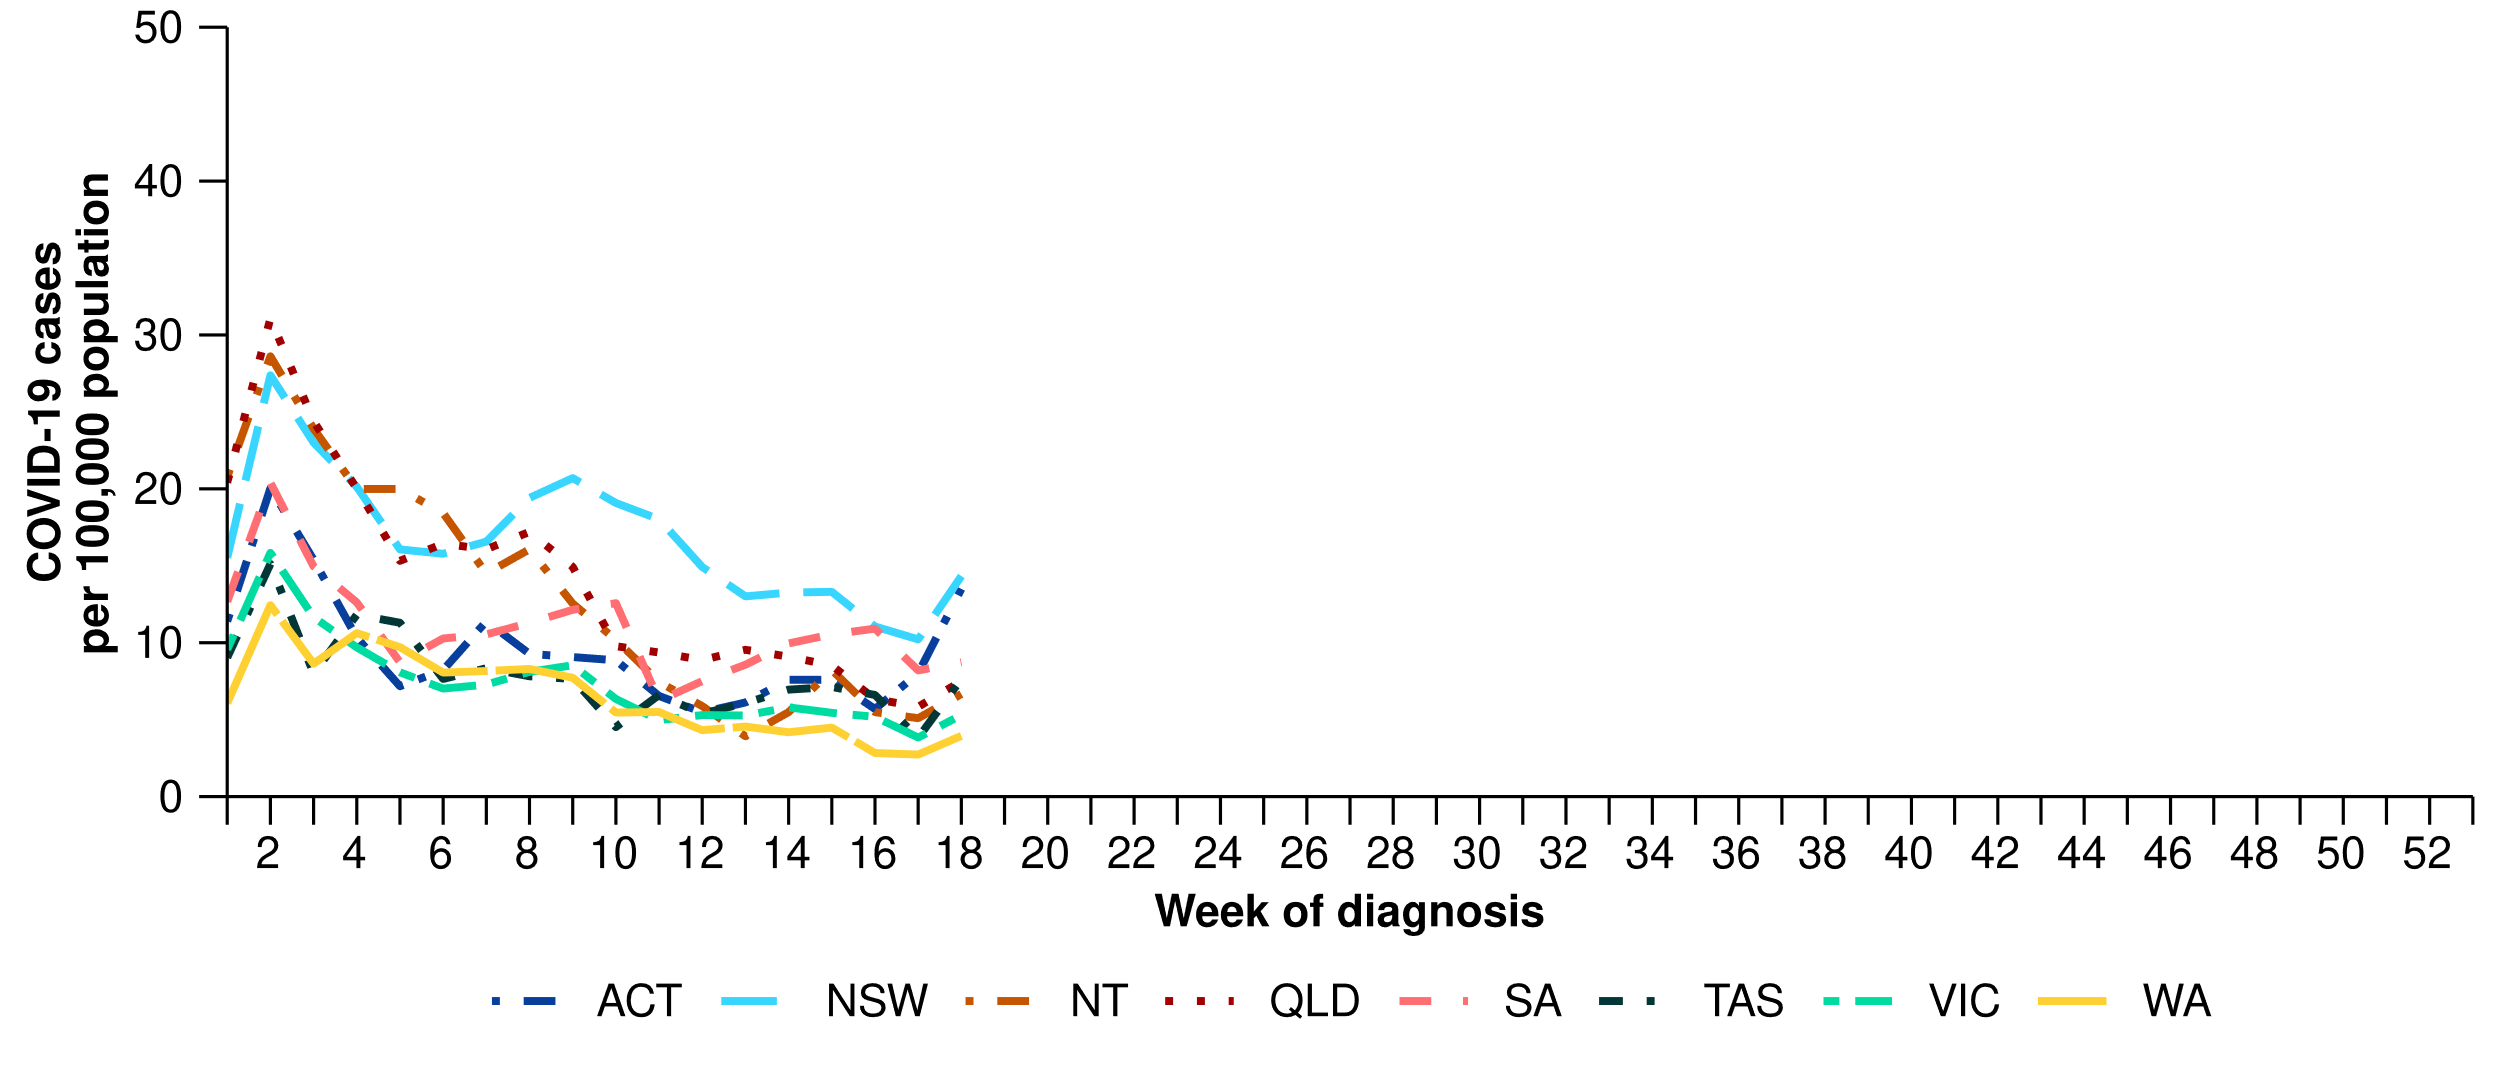 COVID-19 cases
per 100,000 population
50
40
30
20
10
0
2 4 6 8 10 12 14 16 18 20 22 24 26 28 30 32 34 36 38 40 42 44 46 48 50 52
Week of diagnosis
ACT NSW NT QLD SA TAS VIC WA